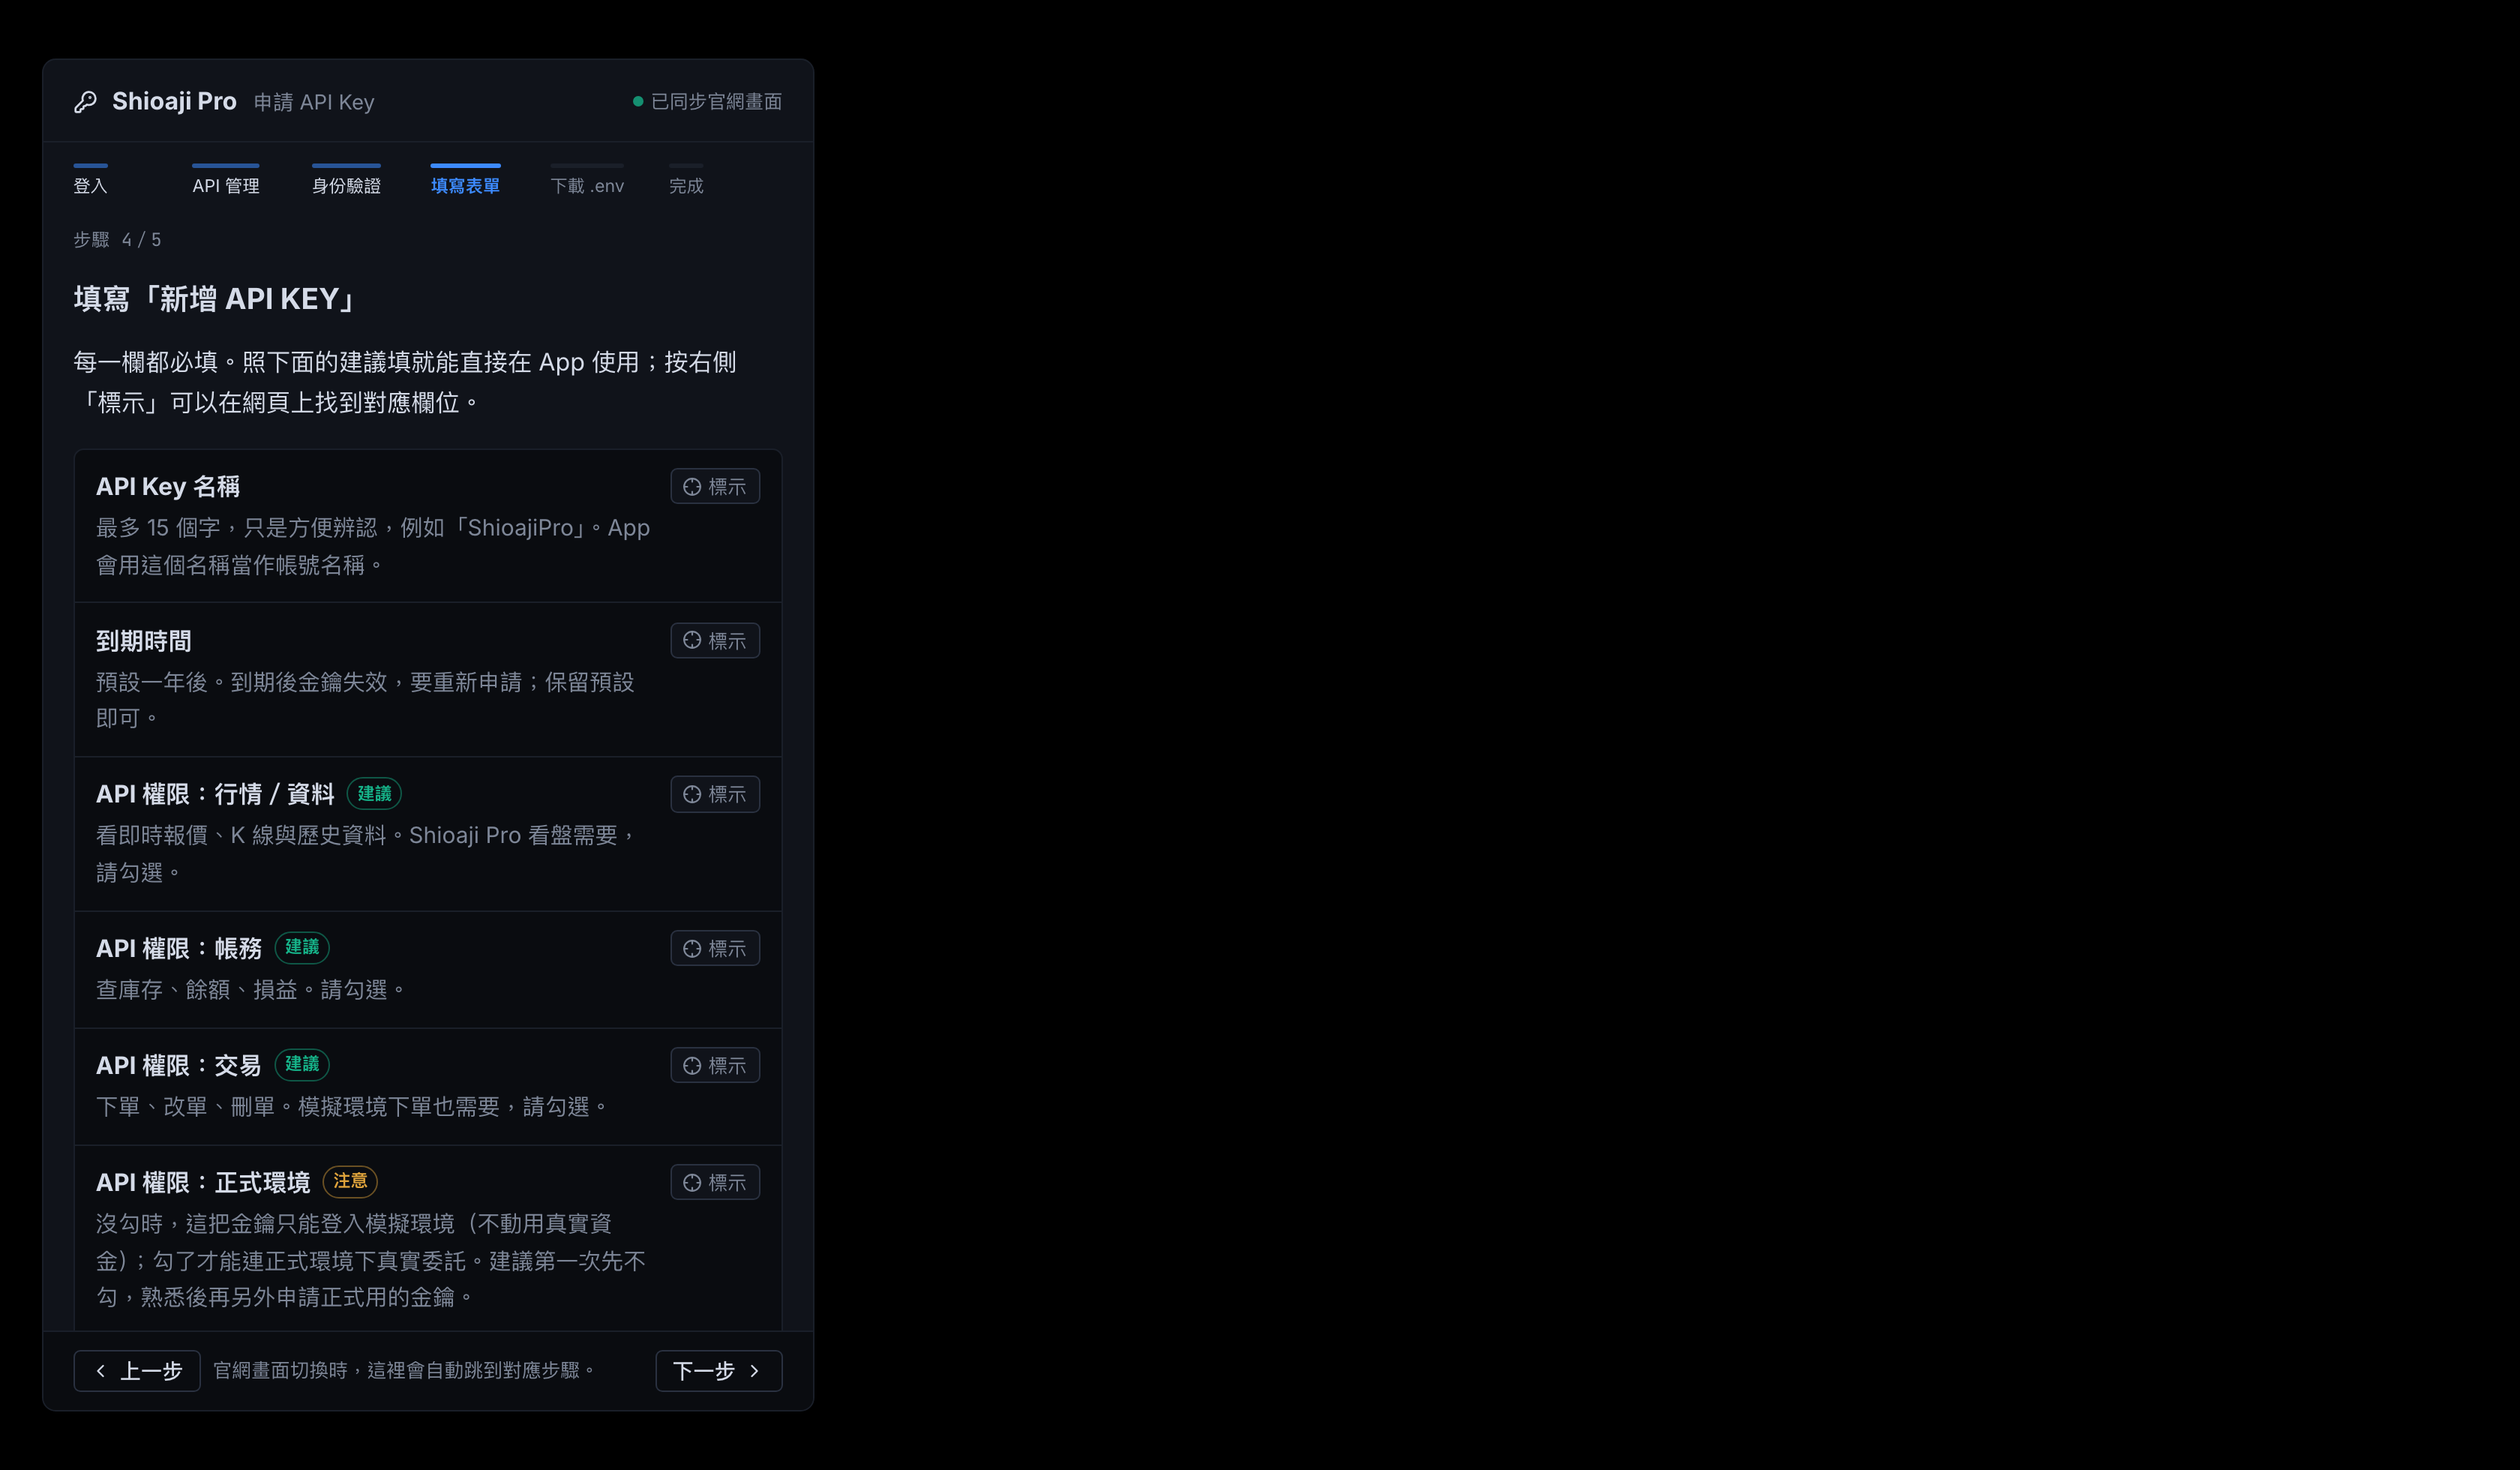 Shioaji Pro 申請 API Key
已同步官網畫面
登入 API 管理 身份驗證 填寫表單 下載 .env 完成
步驟 4 / 5
填寫「新增 API KEY」
每一欄都必填。照下面的建議填就能直接在 App 使用；按右側
「標示」可以在網頁上找到對應欄位。
API Key 名稱
標示
最多 15 個字，只是方便辨認，例如「ShioajiPro」。App
會用這個名稱當作帳號名稱。
到期時間
標示
預設一年後。到期後金鑰失效，要重新申請；保留預設
即可。
API 權限：行情 / 資料 建議
標示
看即時報價、K 線與歷史資料。Shioaji Pro 看盤需要，
請勾選。
API 權限：帳務 建議
標示
查庫存、餘額、損益。請勾選。
API 權限：交易 建議
標示
下單、改單、刪單。模擬環境下單也需要，請勾選。
API 權限：正式環境 注意
標示
沒勾時，這把金鑰只能登入模擬環境（不動用真實資
金）；勾了才能連正式環境下真實委託。建議第一次先不
勾，熟悉後再另外申請正式用的金鑰。
上一步
官網畫面切換時，這裡會自動跳到對應步驟。
下一步